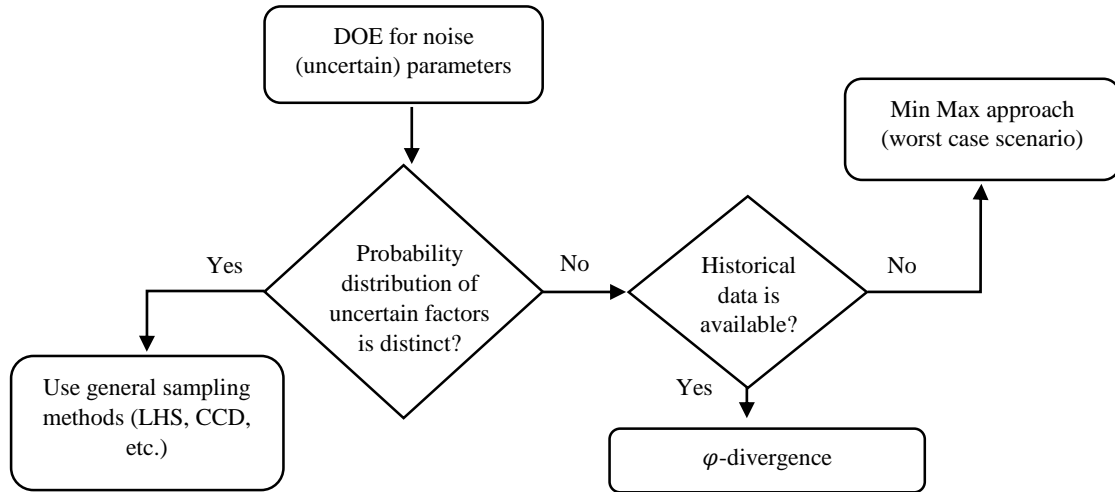 DOE for noise
(uncertain) parameters
Min Max approach
(worst case scenario)
Yes
Probability
distribution of
uncertain factors
is distinct?
No
Historical
data is
available?
No
Use general sampling
methods (LHS, CCD,
etc.)
Yes
φ-divergence